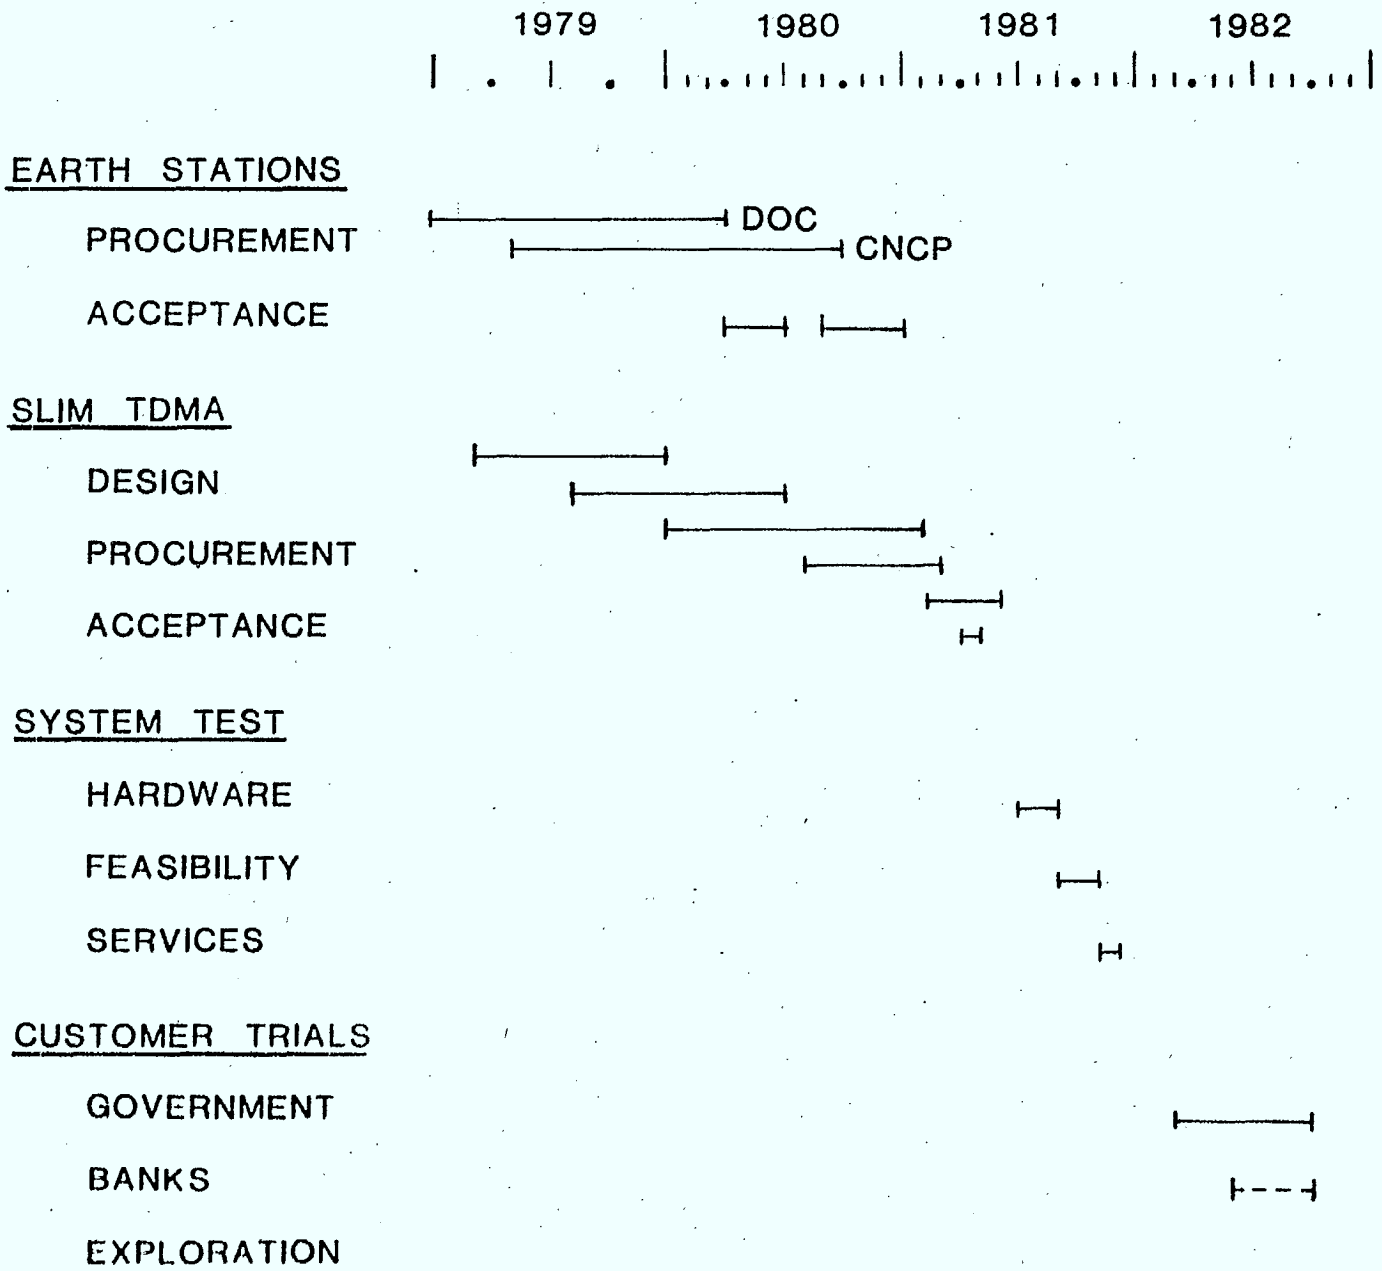 1979 1980 1981 1982
EARTH STATIONS
DOC
PROCUREMENT
CNCP
ACCEPTANCE
SLIM TDMA
DESIGN
PROCUREMENT
ACCEPTANCE
SYSTEM TEST
HARDWARE
FEASIBILITY
SERVICES
CUSTOMER TRIALS
GOVERNMENT
BANKS
EXPLORATION